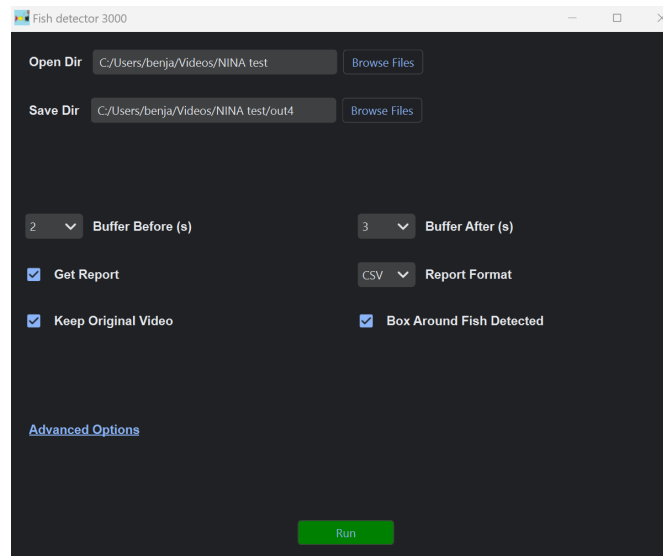 Fish detector 3000
Open Dir C:/Users/benja/Videos/NINA test Browse Files
Save Dir C:/Users/benja/Videos/NINA test/out4 Browse Files
2 Buffer Before (s) 3 Buffer After (s)
Get Report CSV Report Format
Keep Original Video Box Around Fish Detected
Advanced Options
Run